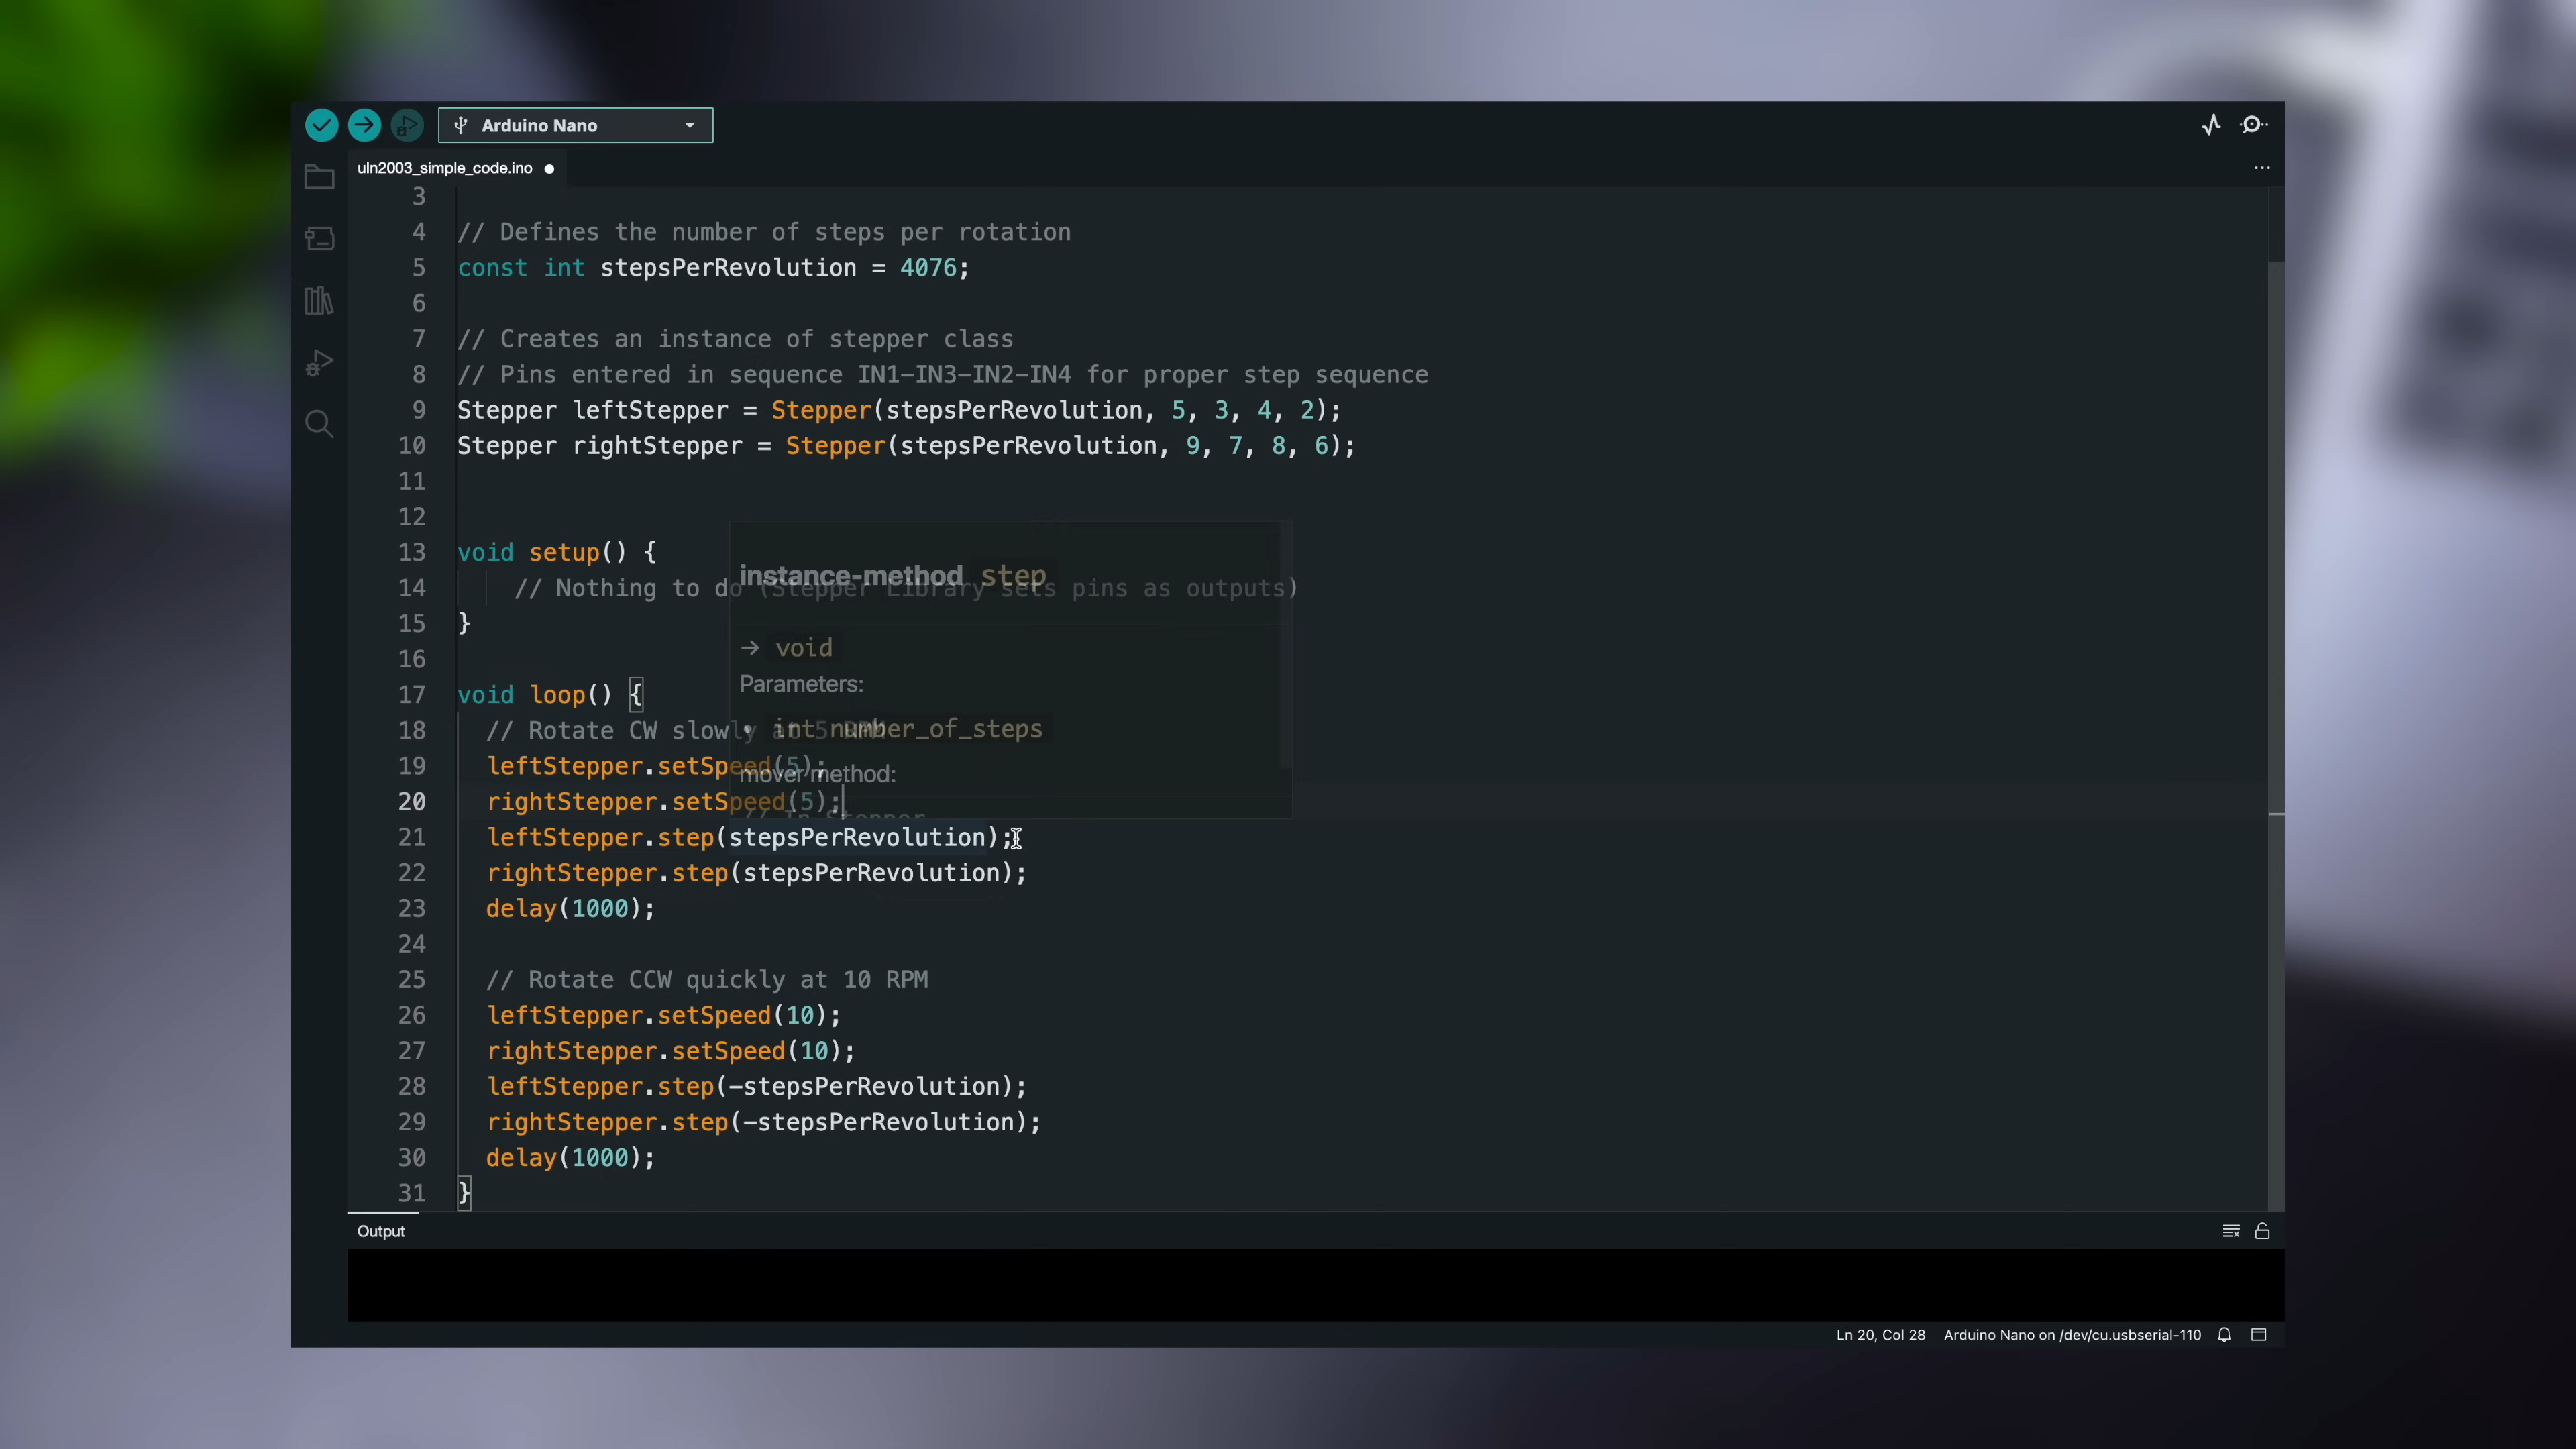 Arduino Nano
uln2003_simple_code.ino
3
4 // Defines the number of steps per rotation
5 const int stepsPerRevolution = 4076;
6
7 // Creates an instance of stepper class
8 // Pins entered in sequence IN1-IN3-IN2-IN4 for proper step sequence
9 Stepper leftStepper = Stepper(stepsPerRevolution, 5, 3, 4, 2);
10 Stepper rightStepper = Stepper(stepsPerRevolution, 9, 7, 8, 6);
11
12
13 void setup() {
instance-method step
14 // Nothing to do (Stepper Library sets pins as outputs)
15 }
→ void
16
Parameters:
17 void loop() {
• int number_of_steps
18 // Rotate CW slowly at 5 RPM
19 leftStepper.setSpeed(5);
mover method:
20 rightStepper.setSpeed(5);
// In Stepper
21 leftStepper.step(stepsPerRevolution);
22 rightStepper.step(stepsPerRevolution);
23 delay(1000);
24
25 // Rotate CCW quickly at 10 RPM
26 leftStepper.setSpeed(10);
27 rightStepper.setSpeed(10);
28 leftStepper.step(-stepsPerRevolution);
29 rightStepper.step(-stepsPerRevolution);
30 delay(1000);
31 }
Output
Ln 20, Col 28 Arduino Nano on /dev/cu.usbserial-110